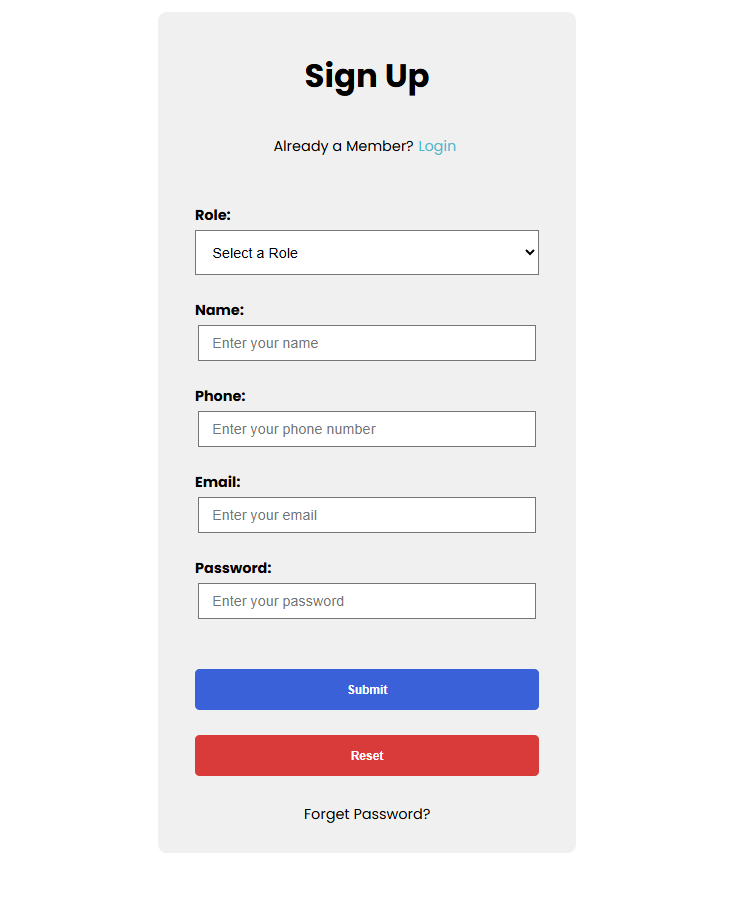 Sign Up
Already a Member? Login
Role:
Select a Role
Name:
Enter your name
Phone:
Enter your phone number
Email:
Enter your email
Password:
Enter your password
Submit
Reset
Forget Password?